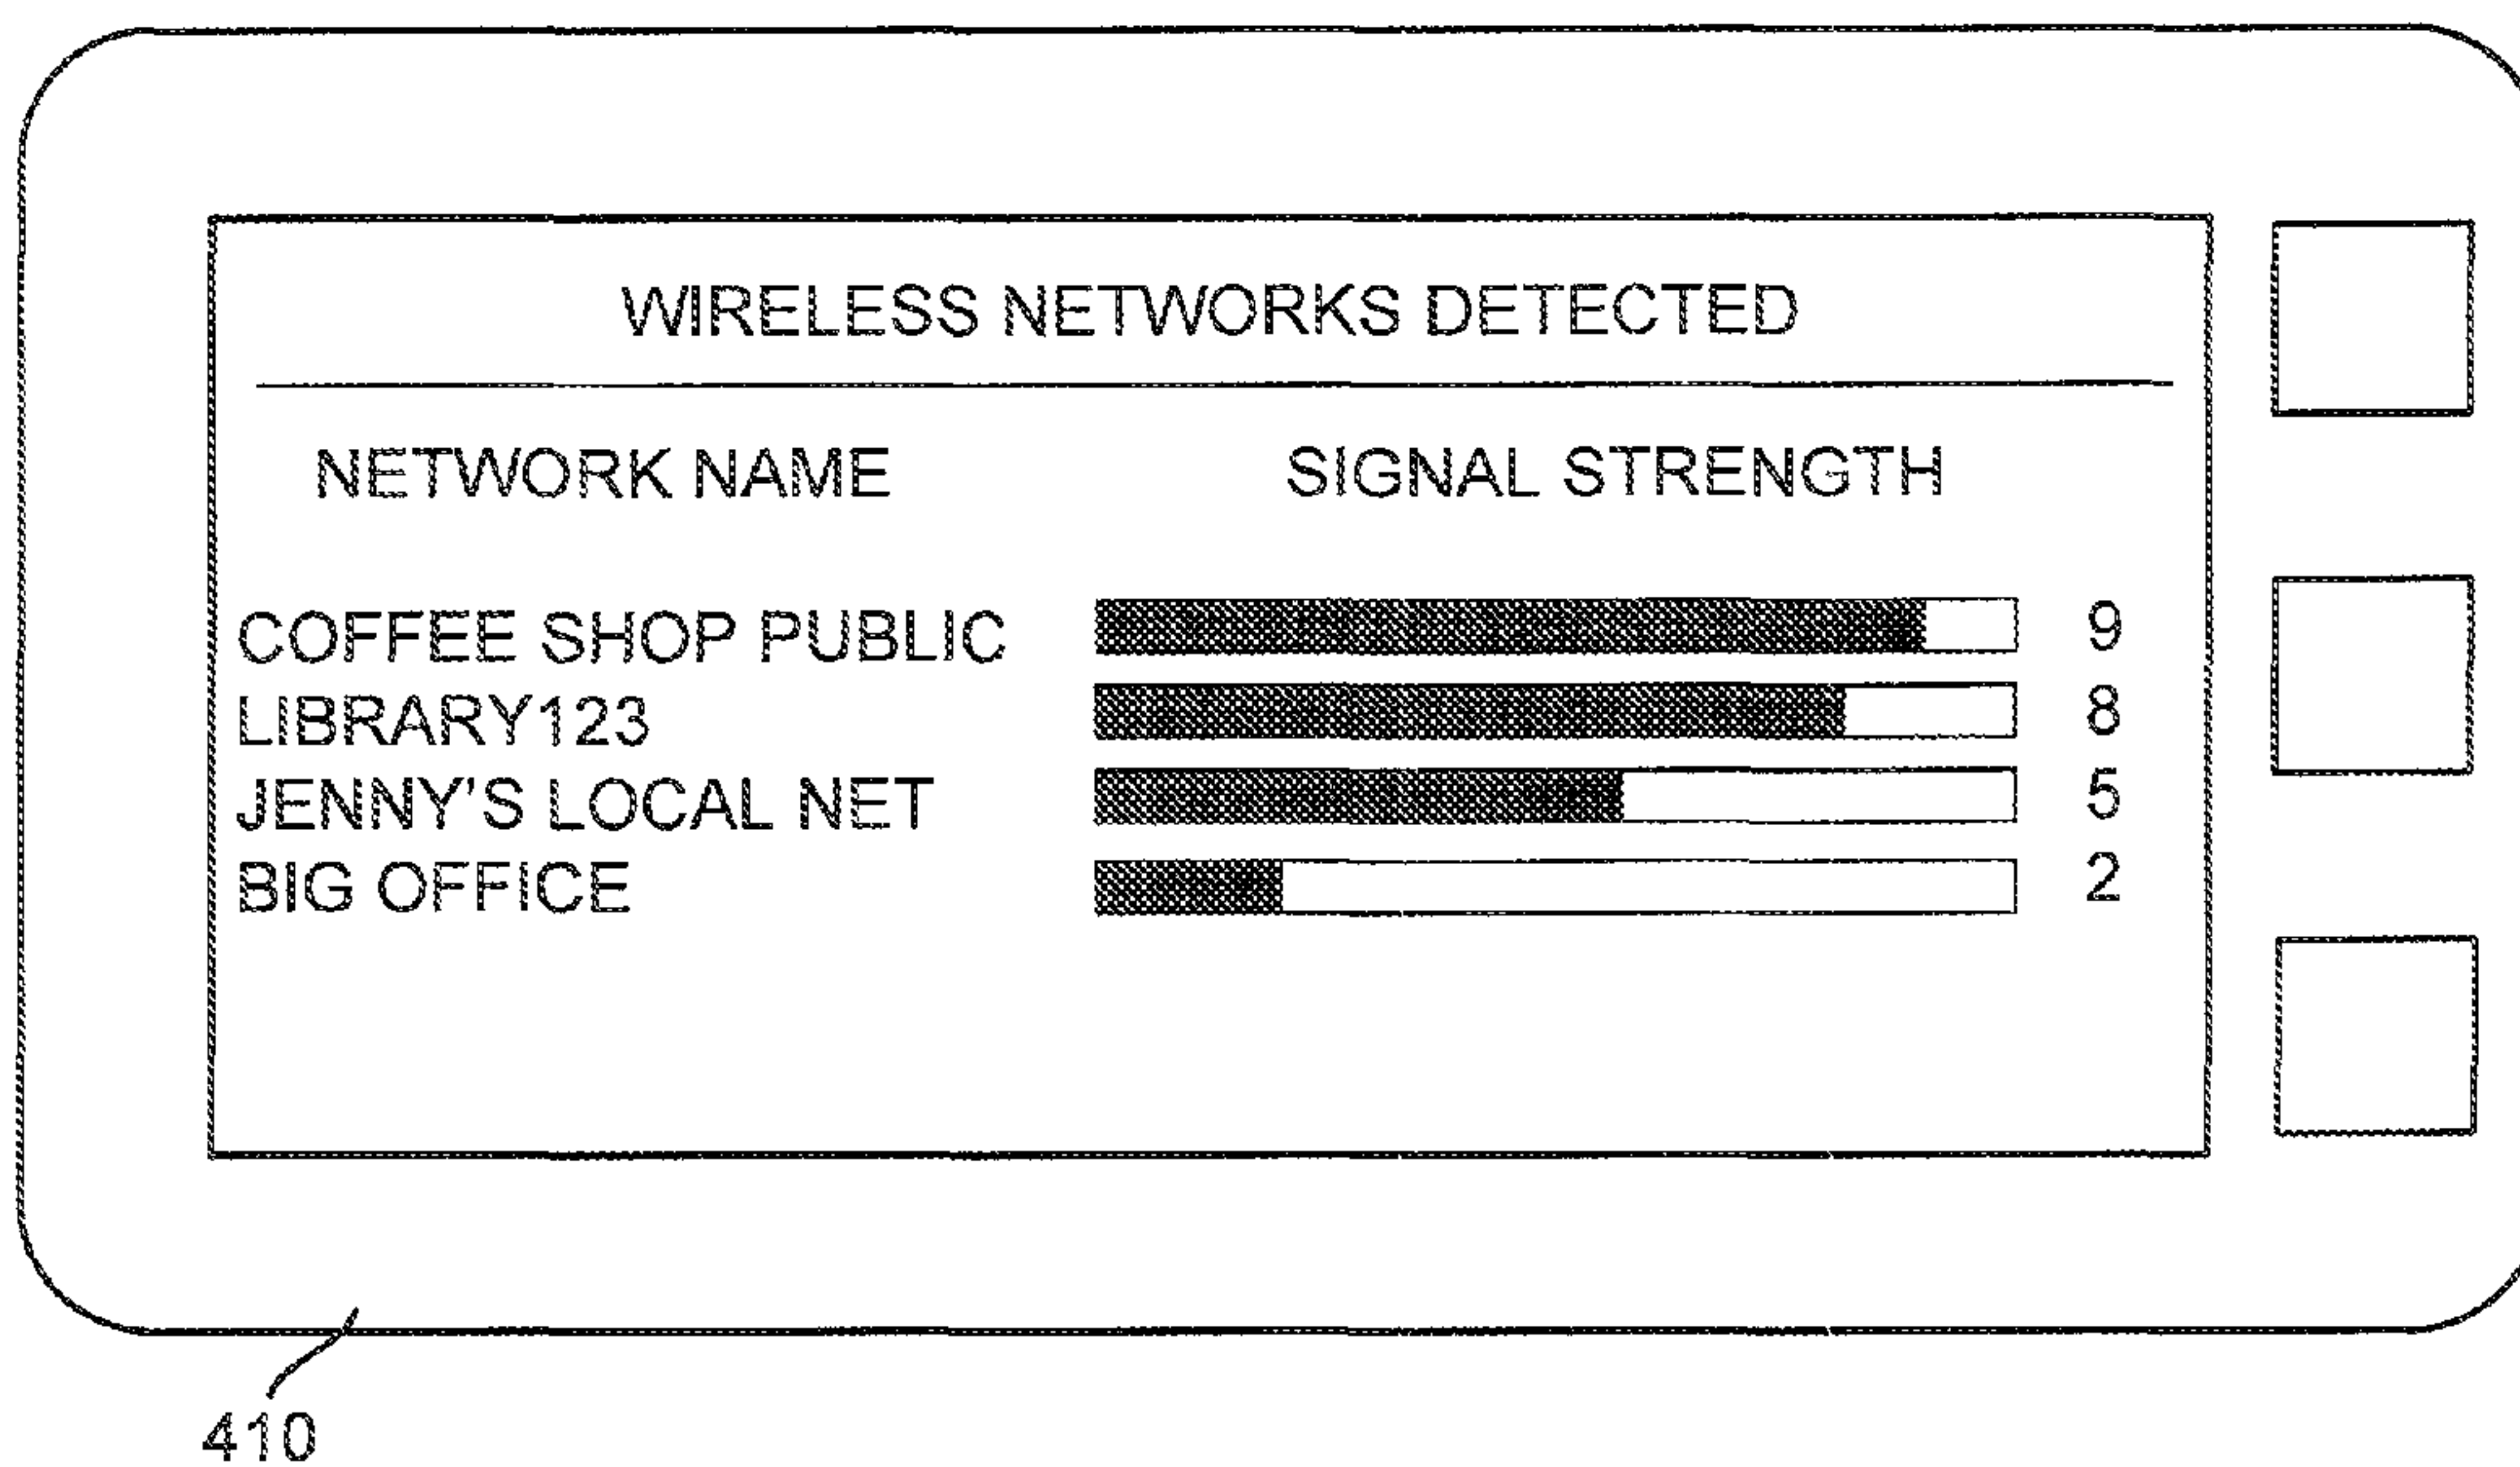 WIRELESS NETWORKS DETECTED
NETWORK NAME SIGNAL STRENGTH
COFFEE SHOP PUBLIC 9
LIBRARY123 8
JENNY'S LOCAL NET 5
BIG OFFICE 2
410